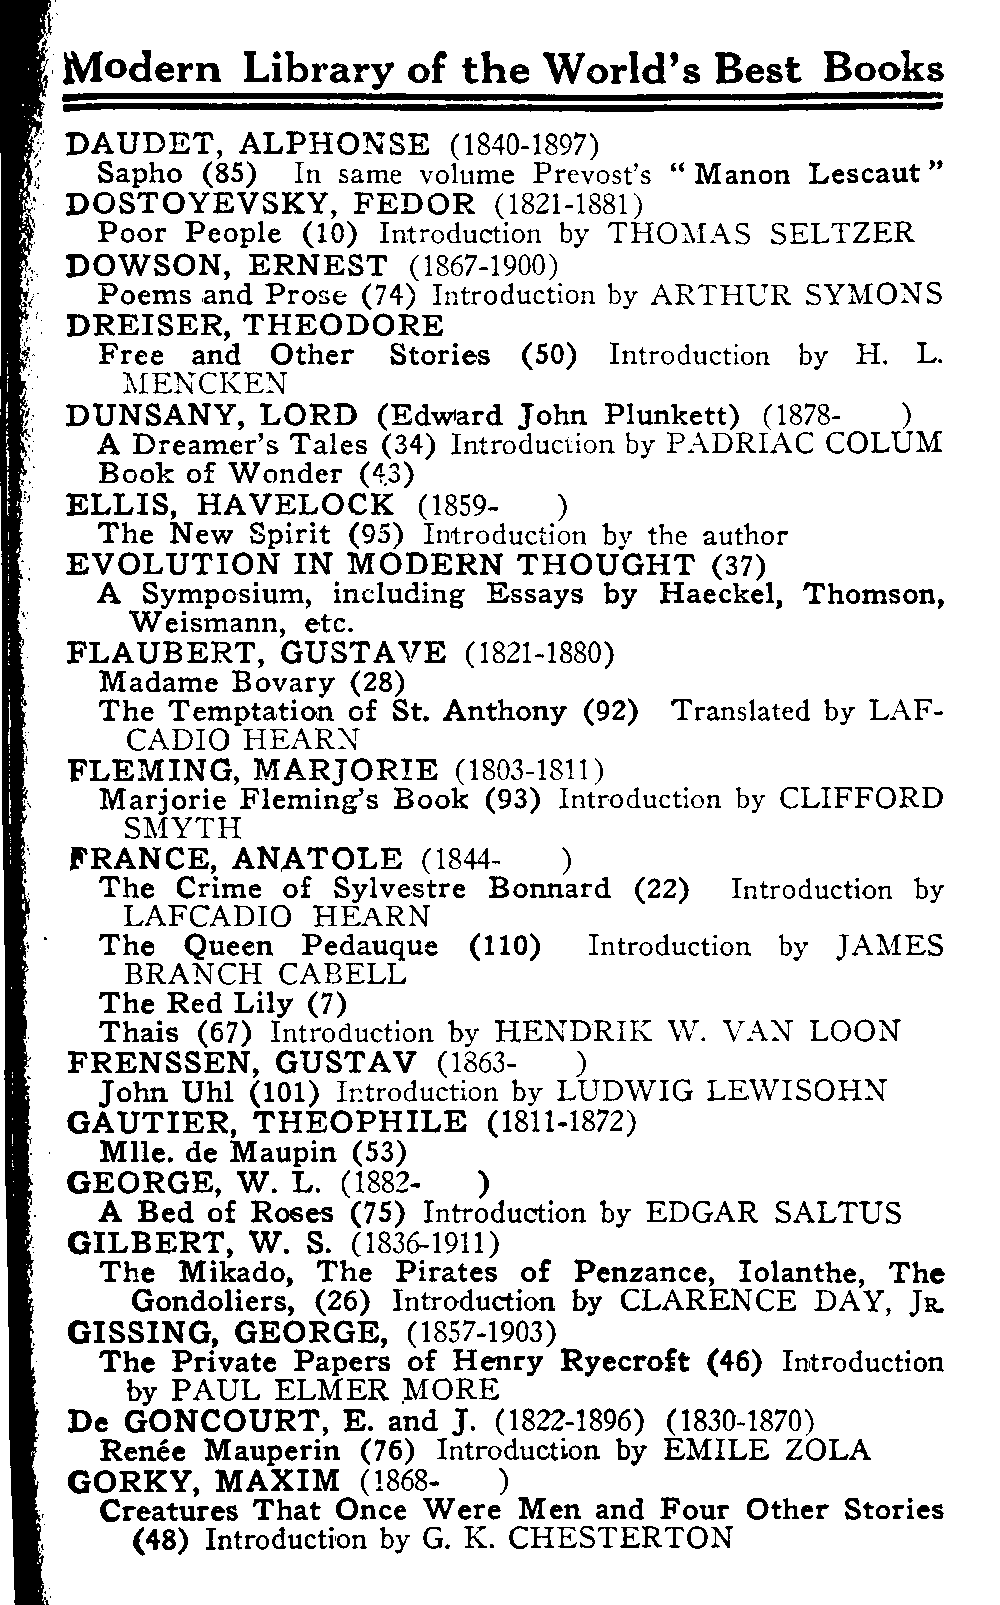 Modern Library of the World's Best Books
DAUDET, ALPHONSE (1840-1897)
Sapho (85) In same volume Prevost's "Manon Lescaut"
DOSTOYEVSKY, FEDOR (1821-1881)
Poor People (10) Introduction by THOMAS SELTZER
DOWSON, ERNEST (1867-1900)
Poems and Prose (74) Introduction by ARTHUR SYMONS
DREISER, THEODORE
Free and Other Stories (50) Introduction by H. L.
MENCKEN
DUNSANY, LORD (Edward John Plunkett) (1878- )
A Dreamer's Tales (34) Introduction by PADRIAC COLUM
Book of Wonder (43)
ELLIS, HAVELOCK (1859- )
The New Spirit (95) Introduction by the author
EVOLUTION IN MODERN THOUGHT (37)
A Symposium, including Essays by Haeckel, Thomson,
Weismann, etc.
FLAUBERT, GUSTAVE (1821-1880)
Madame Bovary (28)
The Temptation of St. Anthony (92) Translated by LAF-
CADIO HEARN
FLEMING, MARJORIE (1803-1811)
Marjorie Fleming's Book (93) Introduction by CLIFFORD
SMYTH
FRANCE, ANATOLE (1844- )
The Crime of Sylvestre Bonnard (22) Introduction by
LAFCADIO HEARN
The Queen Pedauque (110) Introduction by JAMES
BRANCH CABELL
The Red Lily (7)
Thais (67) Introduction by HENDRIK W. VAN LOON
FRENSSEN, GUSTAV (1863- )
John Uhl (101) Introduction by LUDWIG LEWISOHN
GAUTIER, THEOPHILE (1811-1872)
Mlle. de Maupin (53)
GEORGE, W. L. (1882- )
A Bed of Roses (75) Introduction by EDGAR SALTUS
GILBERT, W. S. (1836-1911)
The Mikado, The Pirates of Penzance, Iolanthe, The
Gondoliers, (26) Introduction by CLARENCE DAY, JR.
GISSING, GEORGE, (1857-1903)
The Private Papers of Henry Ryecroft (46) Introduction
by PAUL ELMER MORE
De GONCOURT, E. and J. (1822-1896) (1830-1870)
Renée Mauperin (76) Introduction by EMILE ZOLA
GORKY, MAXIM (1868- )
Creatures That Once Were Men and Four Other Stories
(48) Introduction by G. K. CHESTERTON